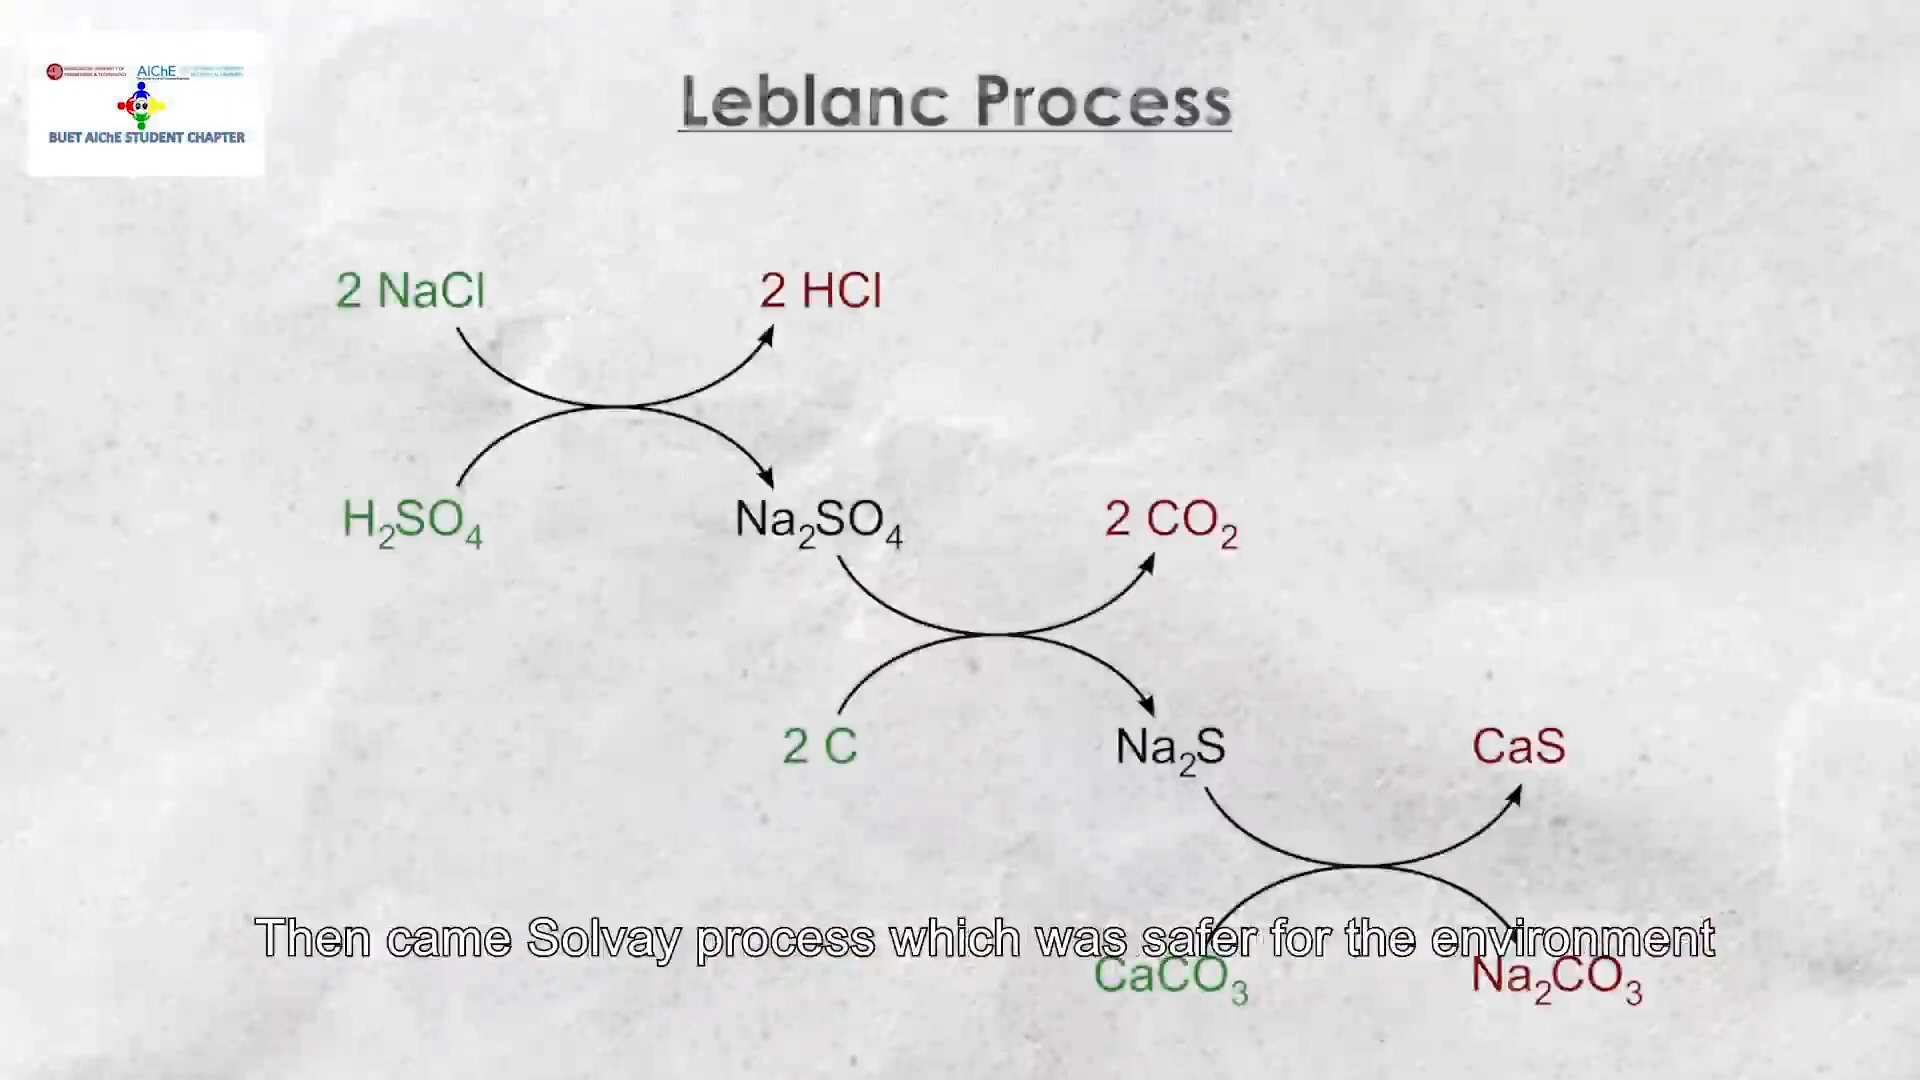 AIChE
BUET AIChE STUDENT CHAPTER
Leblanc Process
2 NaCl
2 HCl
H₂SO₄
Na₂SO₄
2 CO₂
2 C
Na₂S
CaS
Then came Solvay process which was safer for the environment
CaCO₃
Na₂CO₃